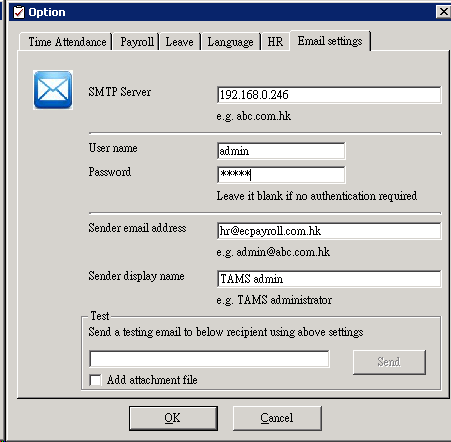 Option
Time Attendance Payroll Leave Language HR Email settings
SMTP Server 192.168.0.246
e.g. abc.com.hk
User name admin
Password *****
Leave it blank if no authentication required
Sender email address hr@ecpayroll.com.hk
e.g. admin@abc.com.hk
Sender display name TAMS admin
e.g. TAMS administrator
Test
Send a testing email to below recipient using above settings
Send
Add attachment file
OK Cancel